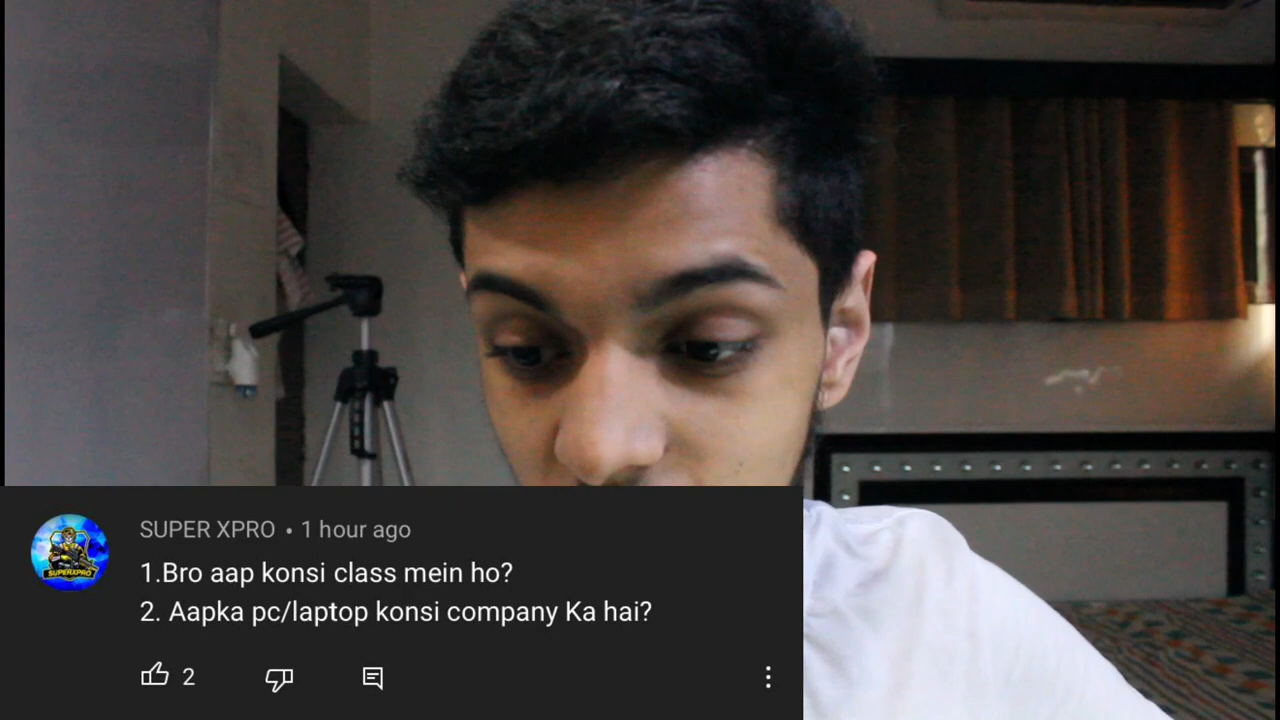 SUPER XPRO • 1 hour ago
1.Bro aap konsi class mein ho?
2. Aapka pc/laptop konsi company Ka hai?
2
SUPERXPRO